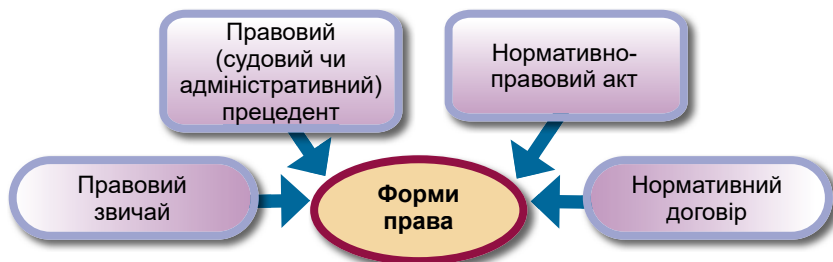 Правовий
(судовий чи
адміністративний)
прецедент
Нормативно-
правовий акт
Правовий
звичай
Форми
права
Нормативний
договір